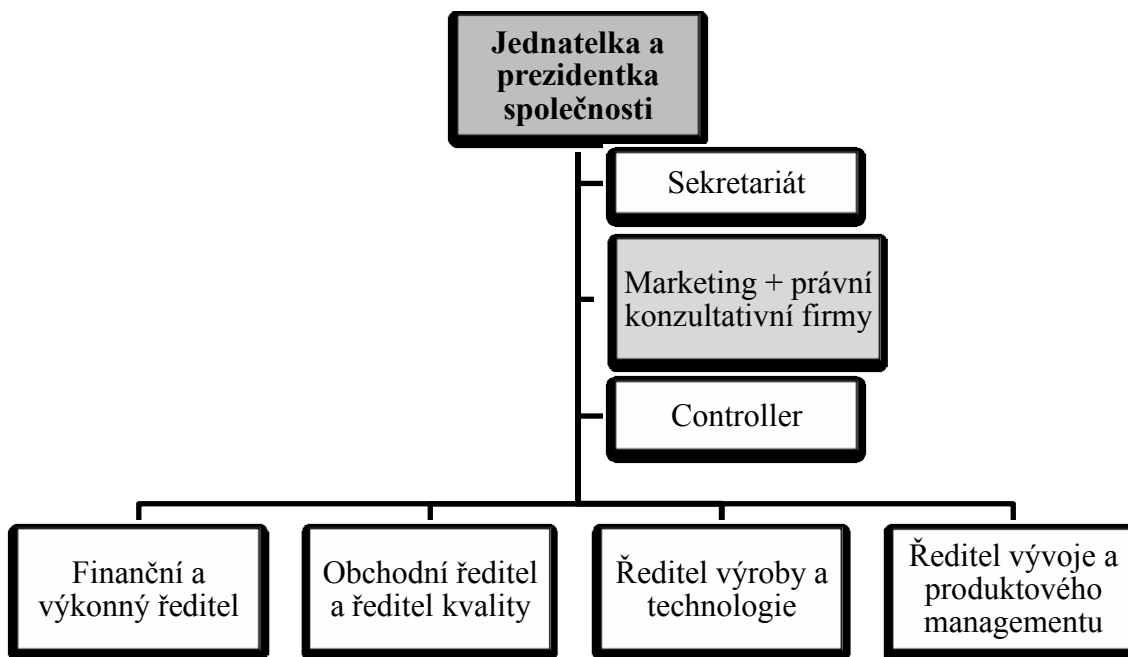 Jednatelka a
prezidentka
společnosti
Sekretariát
Marketing + právní
konzultativní firmy
Controller
Finanční a
výkonný ředitel
Obchodní ředitel
a ředitel kvality
Ředitel výroby a
technologie
Ředitel vývoje a
produktového
managementu